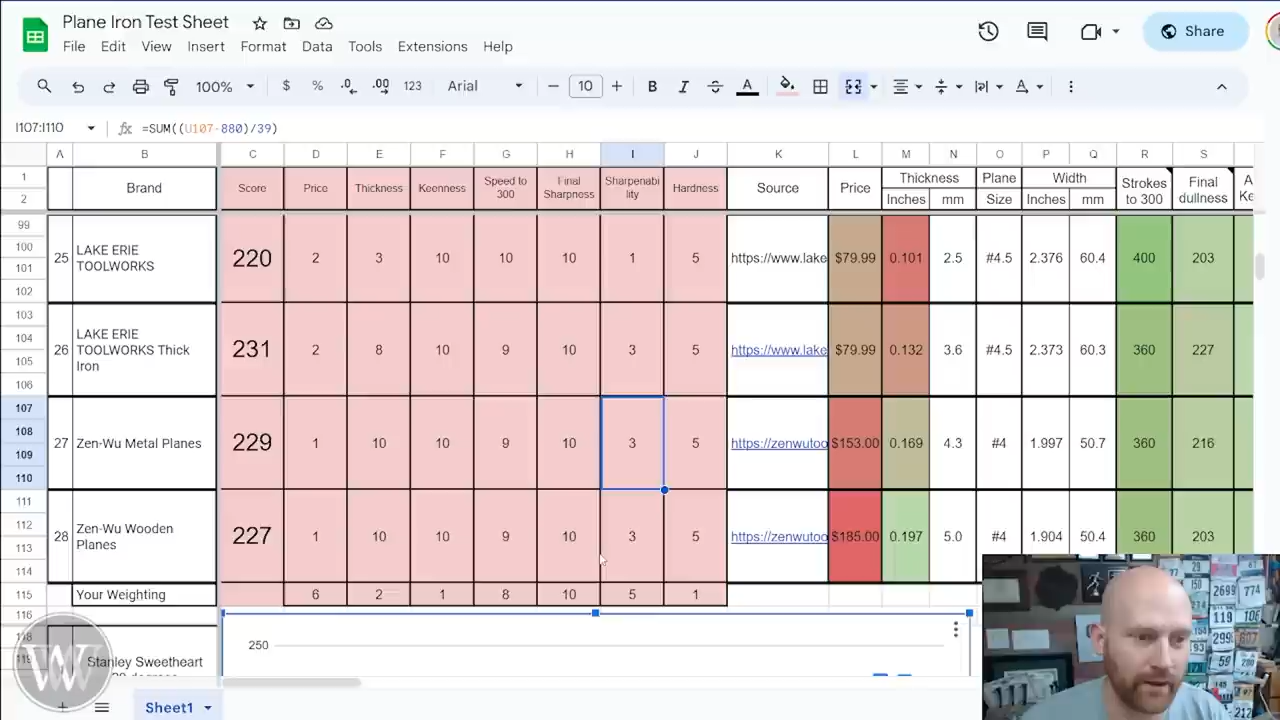 Plane Iron Test Sheet
File Edit View Insert Format Data Tools Extensions Help
Share
100% $ % .0 .00 123 Arial 10 B I A
I107:I110 fx =SUM((U107-880)/39)
A B C D E F G H I J K L M N O P Q R S
1
2
Brand Score Price Thickness Keenness Speed to 300 Final Sharpness Sharpenability Hardness Source Price Thickness Inches mm Plane Size Width Inches mm Strokes to 300 Final dullness A Ke
99
100
101
102
25 LAKE ERIE TOOLWORKS 220 2 3 10 10 10 1 5 https://www.lake $79.99 0.101 2.5 #4.5 2.376 60.4 400 203
103
104
105
106
26 LAKE ERIE TOOLWORKS Thick Iron 231 2 8 10 9 10 3 5 https://www.lake $79.99 0.132 3.6 #4.5 2.373 60.3 360 227
107
108
109
110
27 Zen-Wu Metal Planes 229 1 10 10 9 10 3 5 https://zenwutoo $153.00 0.169 4.3 #4 1.997 50.7 360 216
111
112
113
114
28 Zen-Wu Wooden Planes 227 1 10 10 9 10 3 5 https://zenwutoo $185.00 0.197 5.0 #4 1.904 50.4 360 203
115 Your Weighting 6 2 1 8 10 5 1
116
250
Stanley Sweetheart
W
Sheet1
2699 774
119 106
299
59